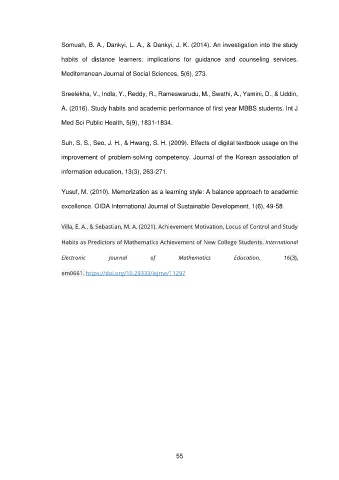 Somuah, B. A., Dankyi, L. A., & Dankyi, J. K. (2014). An investigation into the study
habits of distance learners: implications for guidance and counseling services.
Mediterranean Journal of Social Sciences, 5(6), 273.
Sreelekha, V., Indla, Y., Reddy, R., Rameswarudu, M., Swathi, A., Yamini, D., & Uddin,
A. (2016). Study habits and academic performance of first year MBBS students. Int J
Med Sci Public Health, 5(9), 1831-1834.
Suh, S. S., Seo, J. H., & Hwang, S. H. (2009). Effects of digital textbook usage on the
improvement of problem-solving competency. Journal of the Korean association of
information education, 13(3), 263-271.
Yusuf, M. (2010). Memorization as a learning style: A balance approach to academic
excellence. OIDA International Journal of Sustainable Development, 1(6), 49-58.
Villa, E. A., & Sebastian, M. A. (2021). Achievement Motivation, Locus of Control and Study
Habits as Predictors of Mathematics Achievement of New College Students. International
Electronic Journal of Mathematics Education, 16(3),
em0661. https://doi.org/10.29333/iejme/11297
55